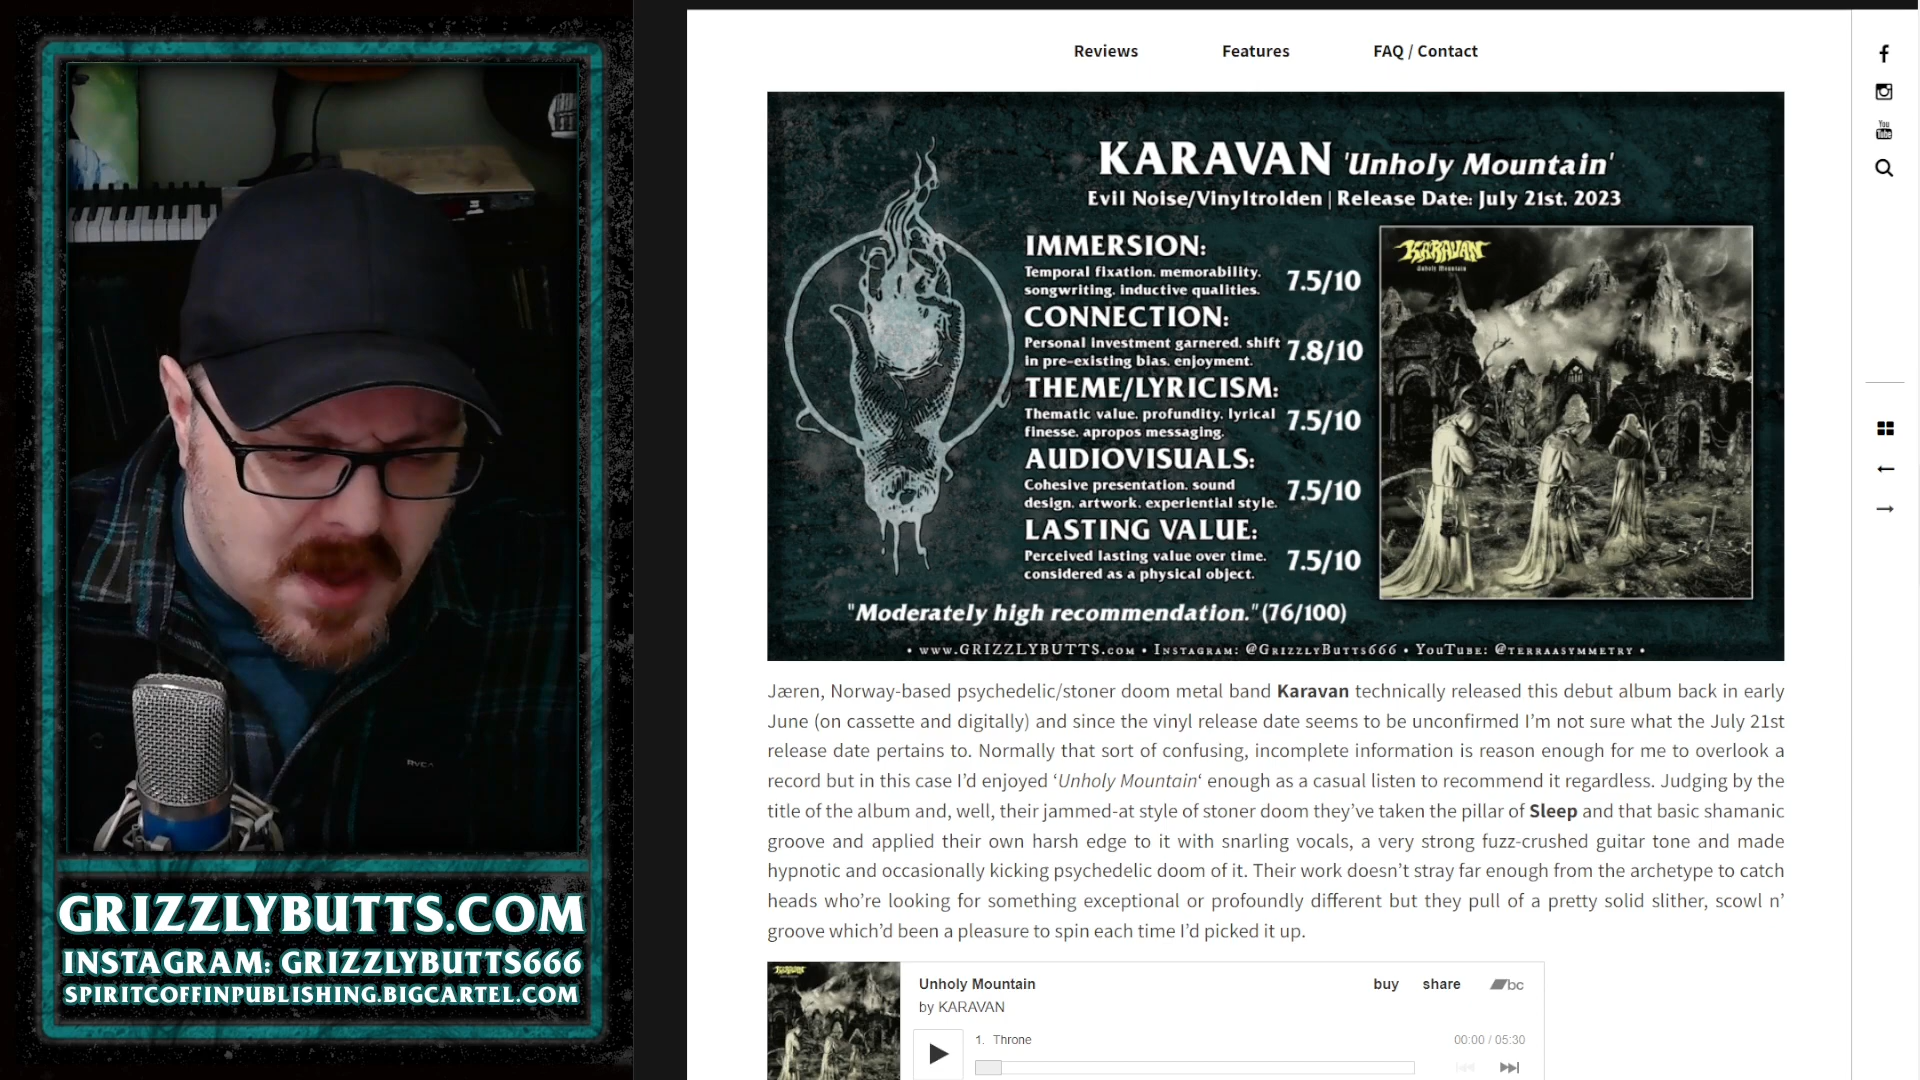 Reviews
Features
FAQ / Contact
KARAVAN 'Unholy Mountain'
Evil Noise/Vinyltrolden | Release Date: July 21st. 2023
IMMERSION:
Temporal fixation. memorability.
songwriting. inductive qualities.
7.5/10
CONNECTION:
Personal investment garnered. shift
in pre-existing bias. enjoyment.
7.8/10
THEME/LYRICISM:
Thematic value. profundity. lyrical
finesse. apropos messaging.
7.5/10
AUDIOVISUALS:
Cohesive presentation. sound
design. artwork. experiential style.
7.5/10
LASTING VALUE:
Perceived lasting value over time.
considered as a physical object.
7.5/10
"Moderately high recommendation." (76/100)
KARAVAN
Unholy Mountain
• www.GRIZZLYBUTTS.com • Instagram: @GrizzlyButts666 • YouTube: @terraasymmetry •
Jæren, Norway-based psychedelic/stoner doom metal band Karavan technically released this debut album back in early
June (on cassette and digitally) and since the vinyl release date seems to be unconfirmed I’m not sure what the July 21st
release date pertains to. Normally that sort of confusing, incomplete information is reason enough for me to overlook a
record but in this case I’d enjoyed ‘Unholy Mountain‘ enough as a casual listen to recommend it regardless. Judging by the
title of the album and, well, their jammed-at style of stoner doom they’ve taken the pillar of Sleep and that basic shamanic
groove and applied their own harsh edge to it with snarling vocals, a very strong fuzz-crushed guitar tone and made
hypnotic and occasionally kicking psychedelic doom of it. Their work doesn’t stray far enough from the archetype to catch
heads who’re looking for something exceptional or profoundly different but they pull of a pretty solid slither, scowl n’
groove which’d been a pleasure to spin each time I’d picked it up.
Unholy Mountain
by KARAVAN
buy
share
bc
1. Throne
00:00 / 05:30
You
Tube
RVCA
GRIZZLYBUTTS.COM
INSTAGRAM: GRIZZLYBUTTS666
SPIRITCOFFINPUBLISHING.BIGCARTEL.COM